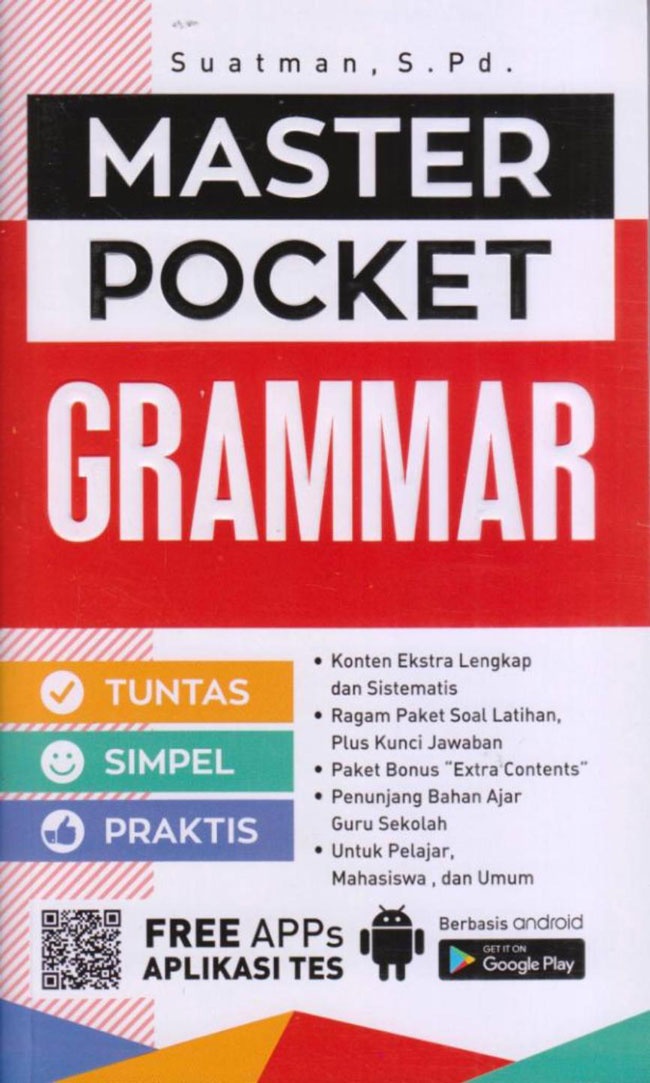 Suatman, S.Pd.
MASTER
POCKET
GRAMMAR
TUNTAS
SIMPEL
PRAKTIS
• Konten Ekstra Lengkap
dan Sistematis
• Ragam Paket Soal Latihan,
Plus Kunci Jawaban
• Paket Bonus “Extra Contents”
• Penunjang Bahan Ajar
Guru Sekolah
• Untuk Pelajar,
Mahasiswa , dan Umum
FREE APPs
APLIKASI TES
Berbasis android
GET IT ON
Google Play